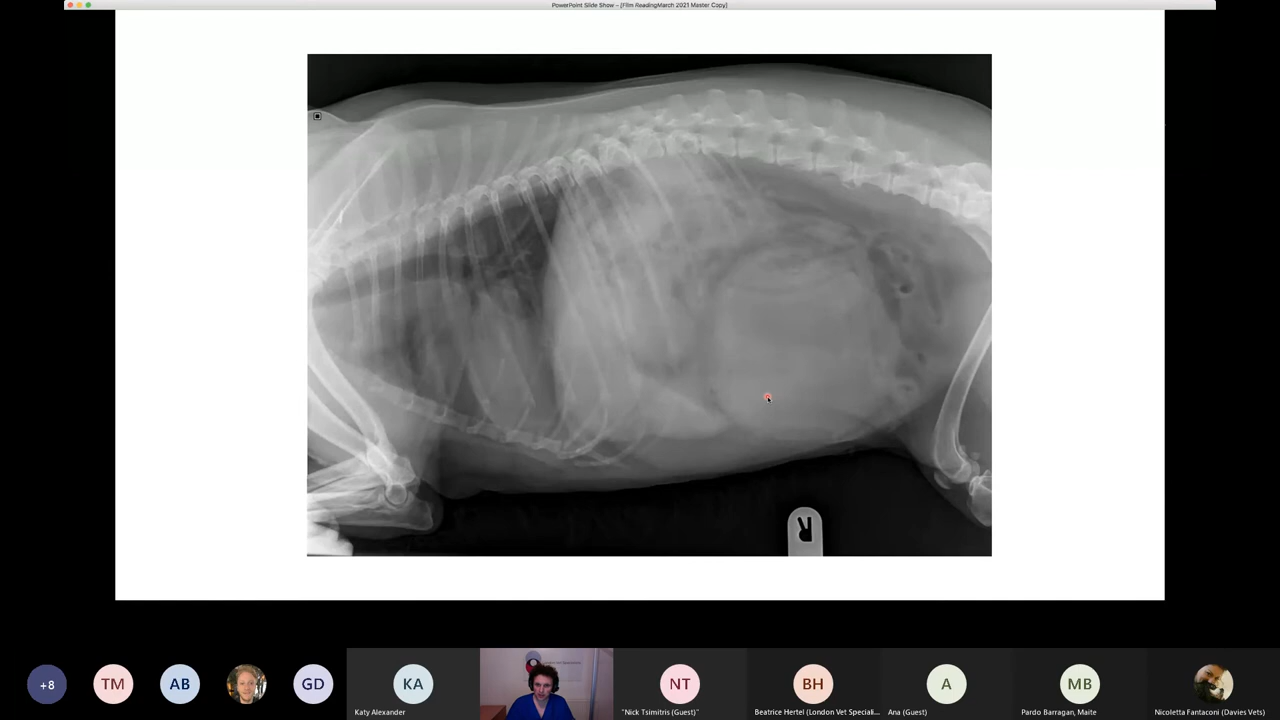 PowerPoint Slide Show – [Film ReadingMarch 2021 Master Copy]
R
+8
TM
AB
GD
KA
NT
BH
A
MB
Katy Alexander
"Nick Tsimitris (Guest)"
Beatrice Hertel (London Vet Speciali...
Ana (Guest)
Pardo Barragan, Maite
Nicoletta Fantaconi (Davies Vets)